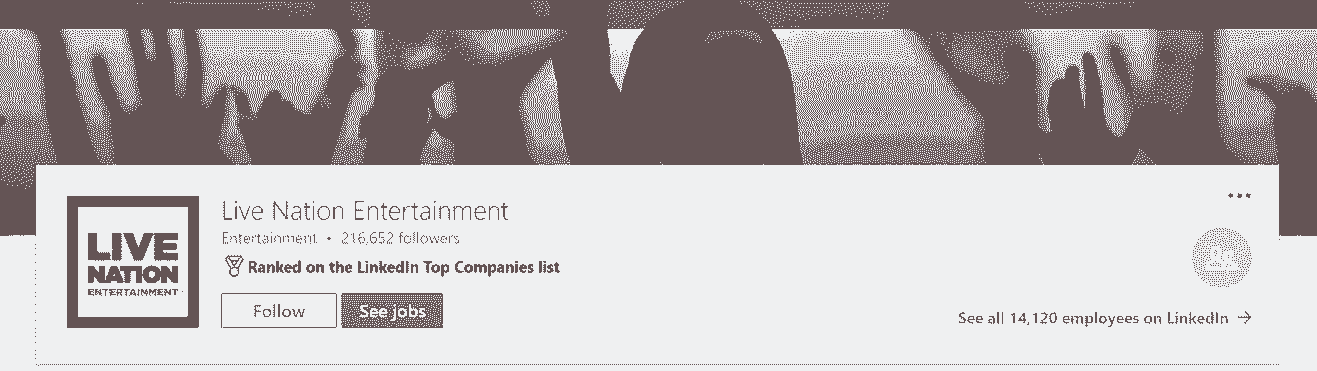 LIVE
NATION
ENTERTAINMENT
Live Nation Entertainment
Entertainment • 216,652 followers
Ranked on the LinkedIn Top Companies list
Follow
See jobs
See all 14,120 employees on LinkedIn →